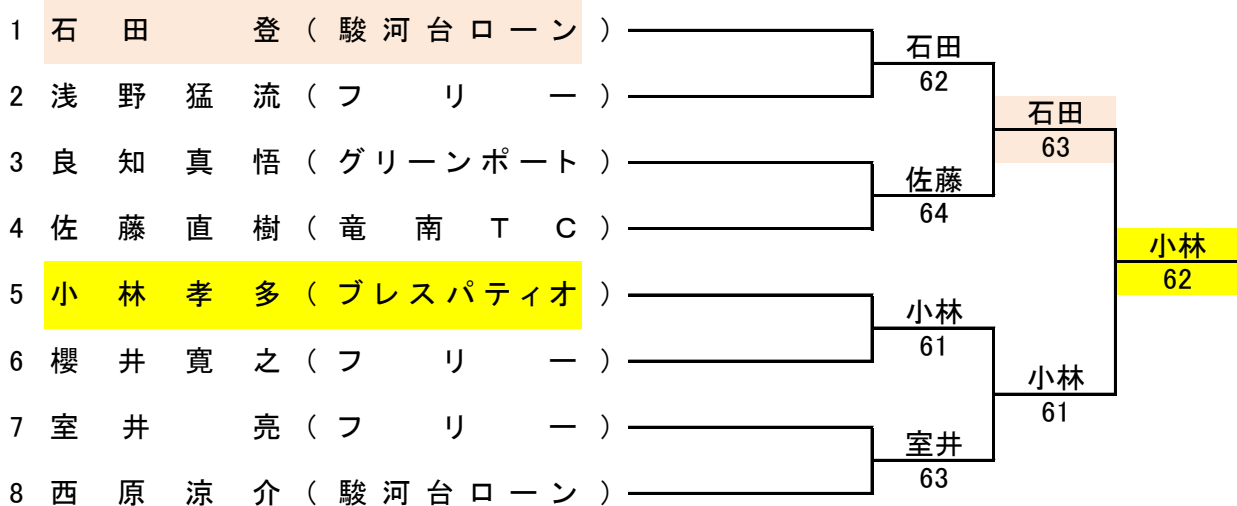 1 石田 登（駿河台ローン）
2 浅野猛流（フリー）
3 良知真悟（グリーンポート）
4 佐藤直樹（竜南TC）
5 小林孝多（ブレスパティオ）
6 櫻井寛之（フリー）
7 室井 亮（フリー）
8 西原涼介（駿河台ローン）
石田
62
佐藤
64
小林
61
室井
63
石田
63
小林
61
小林
62